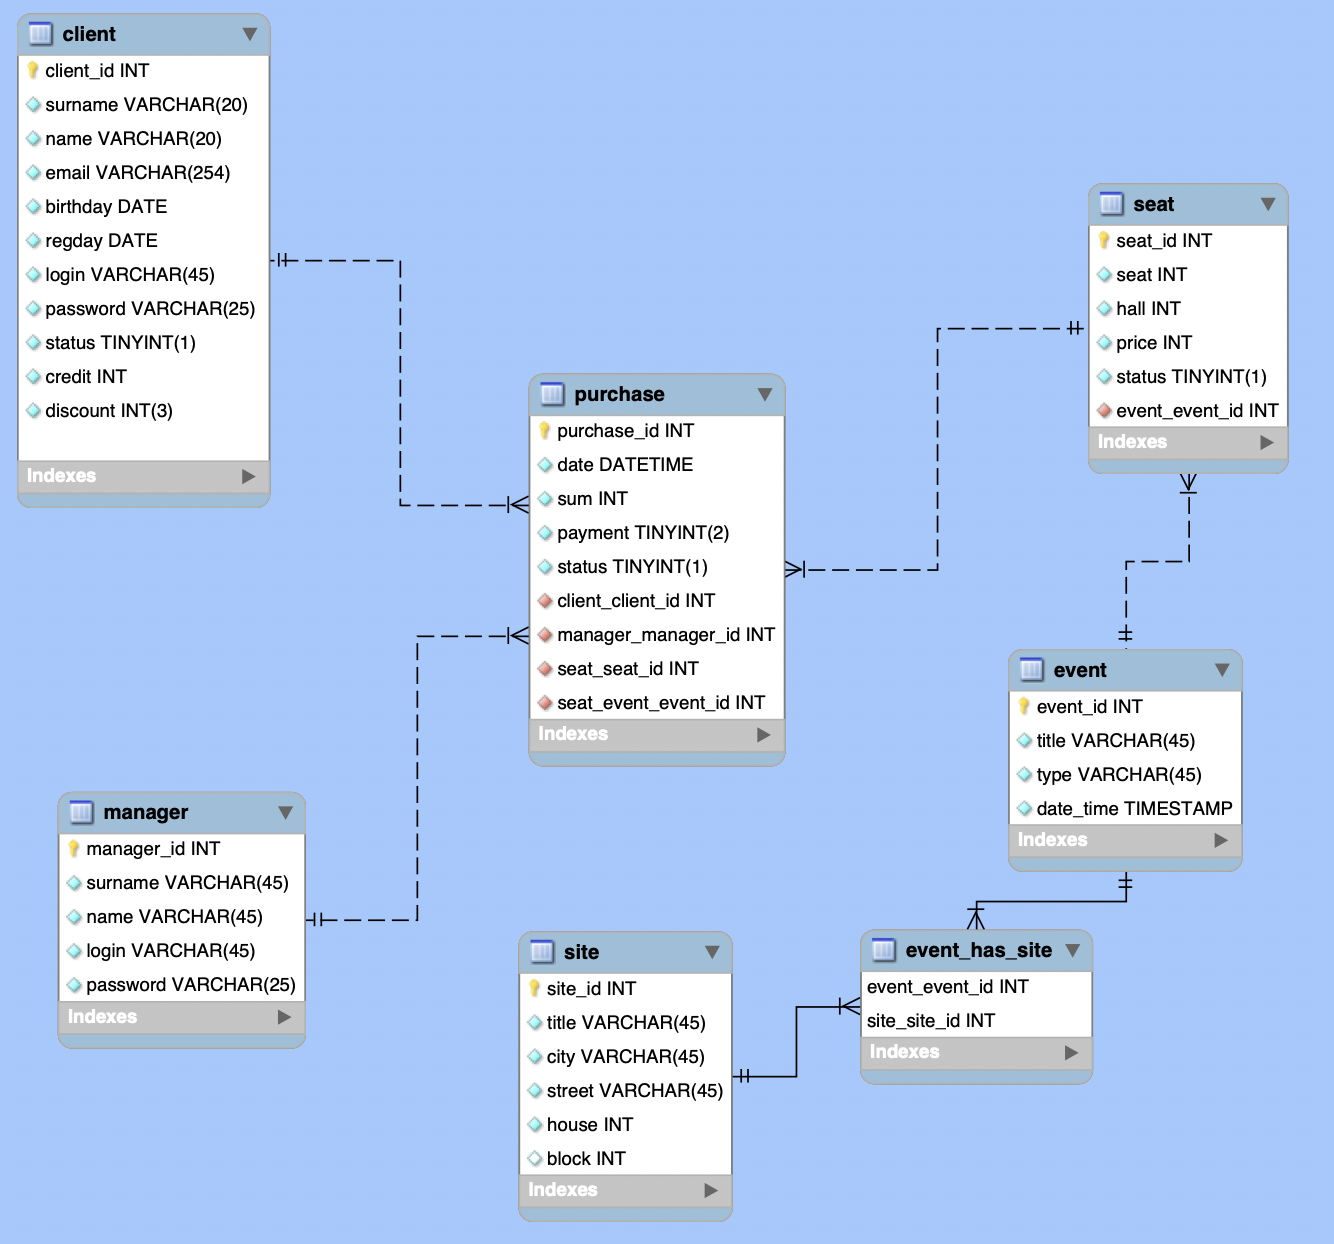 client
client_id INT
surname VARCHAR(20)
name VARCHAR(20)
email VARCHAR(254)
birthday DATE
regday DATE
login VARCHAR(45)
password VARCHAR(25)
status TINYINT(1)
credit INT
discount INT(3)
Indexes
seat
seat_id INT
seat INT
hall INT
price INT
status TINYINT(1)
event_event_id INT
Indexes
purchase
purchase_id INT
date DATETIME
sum INT
payment TINYINT(2)
status TINYINT(1)
client_client_id INT
manager_manager_id INT
seat_seat_id INT
seat_event_event_id INT
Indexes
event
event_id INT
title VARCHAR(45)
type VARCHAR(45)
date_time TIMESTAMP
Indexes
manager
manager_id INT
surname VARCHAR(45)
name VARCHAR(45)
login VARCHAR(45)
password VARCHAR(25)
Indexes
site
site_id INT
title VARCHAR(45)
city VARCHAR(45)
street VARCHAR(45)
house INT
block INT
Indexes
event_has_site
event_event_id INT
site_site_id INT
Indexes